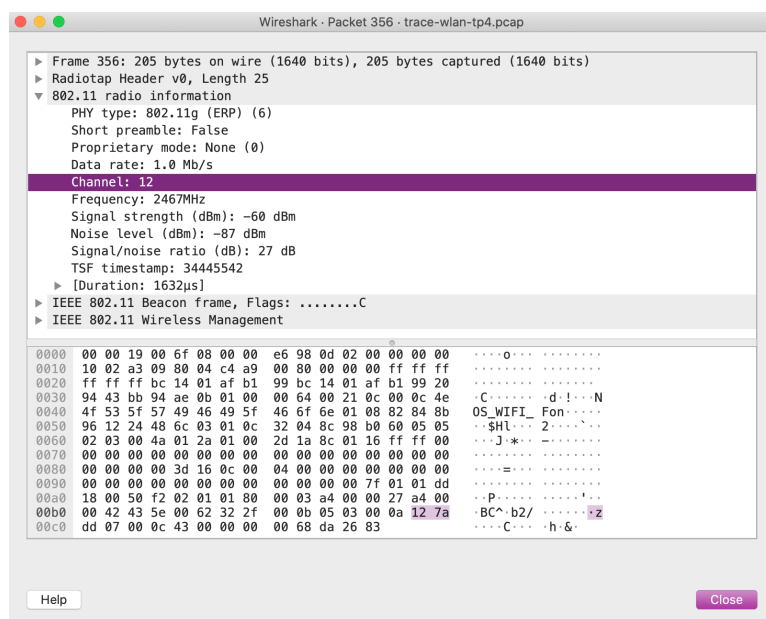 Wireshark · Packet 356 · trace-wlan-tp4.pcap
Frame 356: 205 bytes on wire (1640 bits), 205 bytes captured (1640 bits)
Radiotap Header v0, Length 25
802.11 radio information
PHY type: 802.11g (ERP) (6)
Short preamble: False
Proprietary mode: None (0)
Data rate: 1.0 Mb/s
Channel: 12
Frequency: 2467MHz
Signal strength (dBm): −60 dBm
Noise level (dBm): −87 dBm
Signal/noise ratio (dB): 27 dB
TSF timestamp: 34445542
[Duration: 1632µs]
IEEE 802.11 Beacon frame, Flags: ........C
IEEE 802.11 Wireless Management
0000 00 00 19 00 6f 08 00 00 e6 98 0d 02 00 00 00 00 ····o··· ········
0010 10 02 a3 09 80 04 c4 a9 00 80 00 00 00 ff ff ff ········ ········
0020 ff ff ff bc 14 01 af b1 99 bc 14 01 af b1 99 20 ········ ·······
0030 94 43 bb 94 ae 0b 01 00 00 64 00 21 0c 00 0c 4e ·C······ ·d·!···N
0040 4f 53 5f 57 49 46 49 5f 46 6f 6e 01 08 82 84 8b OS_WIFI_ Fon·····
0050 96 12 24 48 6c 03 01 0c 32 04 8c 98 b0 60 05 05 ··$Hl··· 2····`··
0060 02 03 00 4a 01 2a 01 00 2d 1a 8c 01 16 ff ff 00 ···J·*·· −·······
0070 00 00 00 00 00 00 00 00 00 00 00 00 00 00 00 00 ········ ········
0080 00 00 00 00 3d 16 0c 00 04 00 00 00 00 00 00 00 ····=··· ········
0090 00 00 00 00 00 00 00 00 00 00 00 00 7f 01 01 dd ········ ········
00a0 18 00 50 f2 02 01 01 80 00 03 a4 00 00 27 a4 00 ··P····· ·····'··
00b0 00 42 43 5e 00 62 32 2f 00 0b 05 03 00 0a 12 7a ·BC^·b2/ ·······z
00c0 dd 07 00 0c 43 00 00 00 00 68 da 26 83 ····C··· ·h·&·
Help
Close